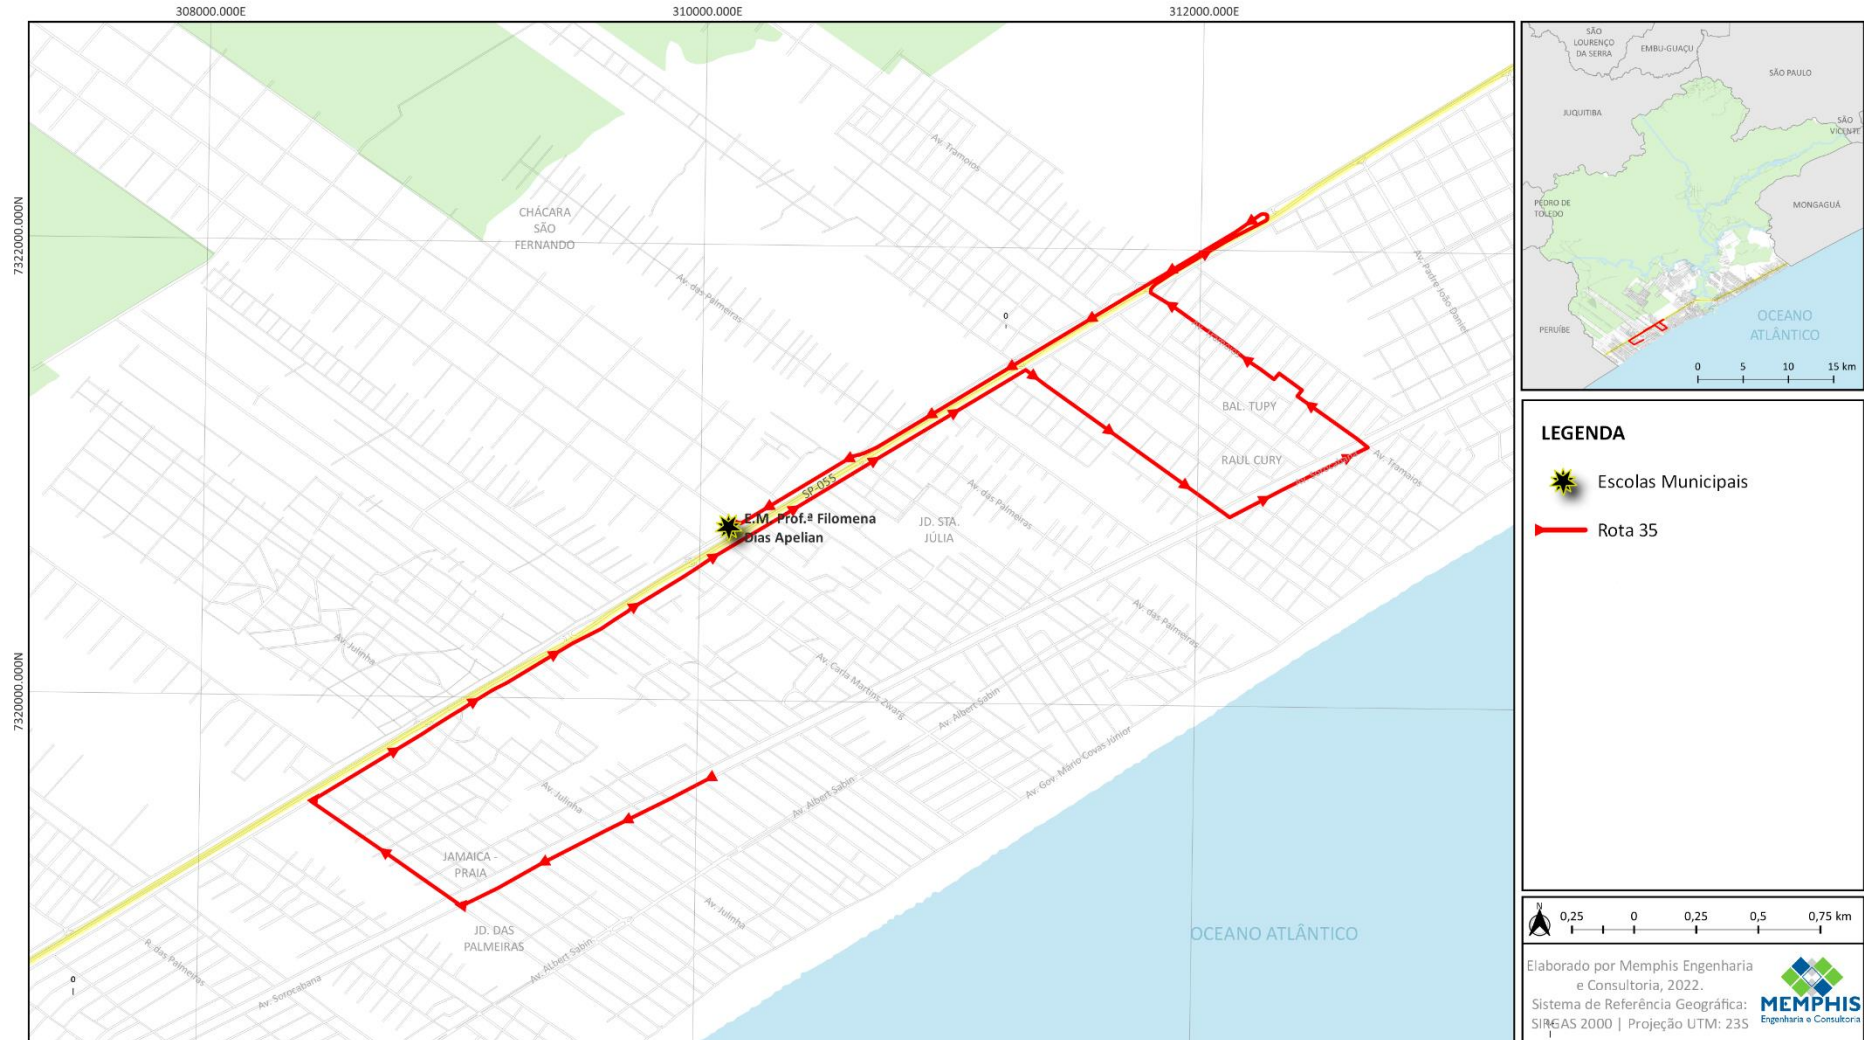 308000.000E
310000.000E
312000.000E
7322000.000N
7320000.000N
CHÁCARA
SÃO
FERNANDO
Av. Tramoios
Av. das Palmeiras
Av. Padre João Daniel
0
BAL. TUPY
RAUL CURY
Av. Sorocabana
Av. Tramaios
SP-055
E.M. Prof.ª Filomena
Dias Apelian
Av. das Palmeiras
JD. STA.
JÚLIA
Av. das Palmeiras
Av. Julinha
Av. Carla Martins Zwarg
Av. Albert Sabin
Av. Gov. Mário Covas Júnior
Av. Julinha
Av. Albert Sabin
JAMAICA -
PRAIA
Av. Julinha
JD. DAS
PALMEIRAS
R. das Palmeiras
Av. ALbert Sabin
Av. Sorocabana
0
OCEANO ATLÂNTICO
SÃO
LOURENÇO
DA SERRA
EMBU-GUAÇU
SÃO PAULO
JUQUITIBA
SÃO
VICENTE
PEDRO DE
TOLEDO
MONGAGUÁ
PERUÍBE
OCEANO
ATLÂNTICO
0 5 10 15 km
LEGENDA
Escolas Municipais
Rota 35
N
0,25 0 0,25 0,5 0,75 km
Elaborado por Memphis Engenharia
e Consultoria, 2022.
Sistema de Referência Geográfica:
SIRGAS 2000 | Projeção UTM: 23S
MEMPHIS
Engenharia e Consultoria